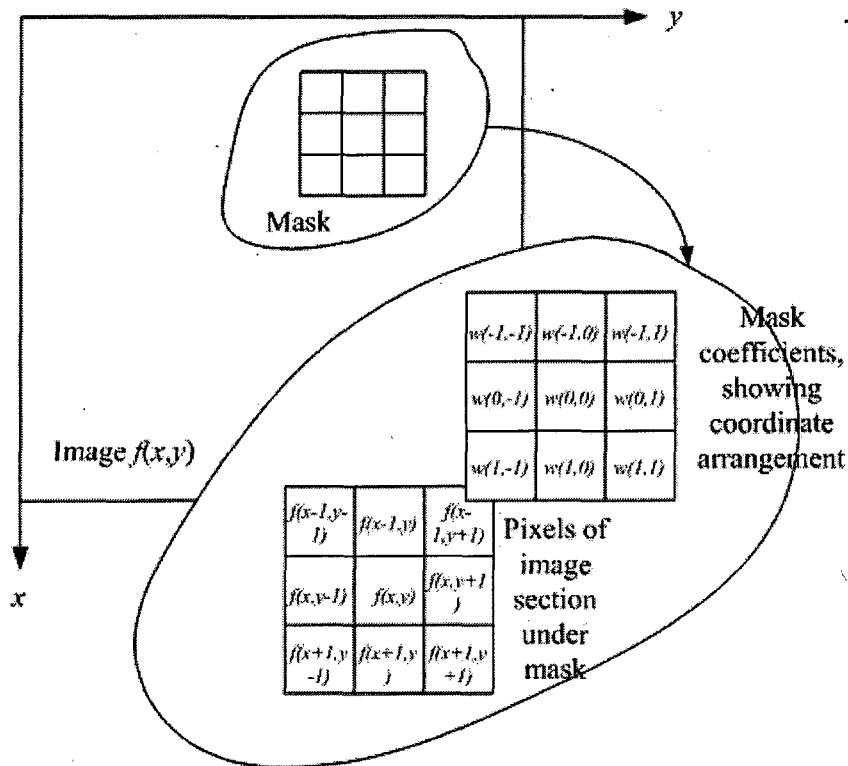 y
Mask
w(-1,-1) w(-1,0) w(-1,1)
w(0,-1) w(0,0) w(0,1)
w(1,-1) w(1,0) w(1,1)
Mask
coefficients,
showing
coordinate
arrangement
Image f(x,y)
x
f(x-1,y-
1)
f(x-1,y)
f(x-
1,y+1)
f(x,y-1)
f(x,y)
f(x,y+1
)
f(x+1,y
-1)
f(x+1,y
)
f(x+1,y
+1)
Pixels of
image
section
under
mask